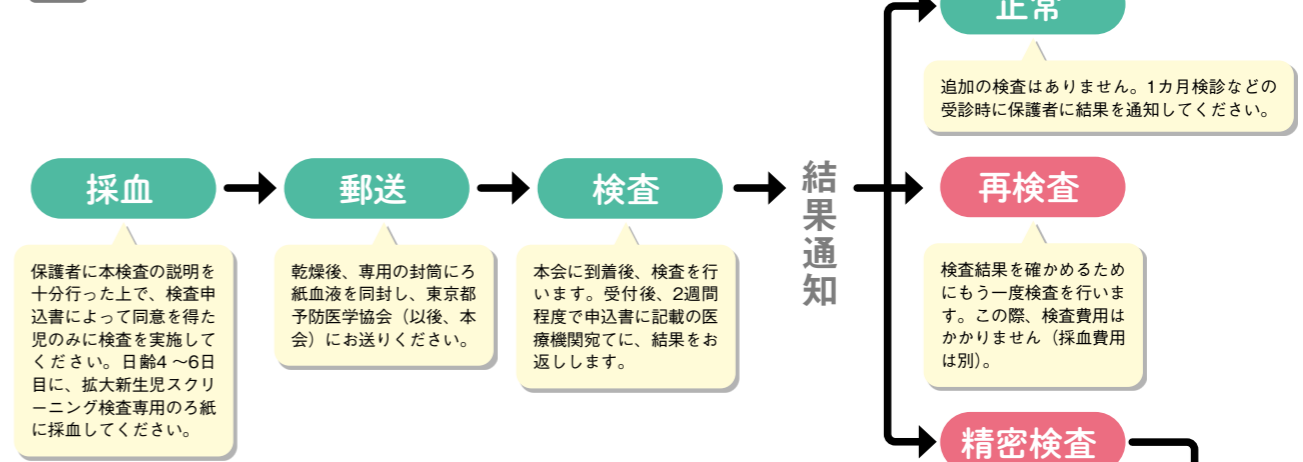 正常
追加の検査はありません。1カ月検診などの
受診時に保護者に結果を通知してください。
採血
保護者に本検査の説明を
十分行った上で、検査申
込書によって同意を得た
児のみに検査を実施して
ください。日齢4～6日
目に、拡大新生児スクリ
ーニング検査専用のろ紙
に採血してください。
郵送
乾燥後、専用の封筒にろ
紙血液を同封し、東京都
予防医学協会（以後、本
会）にお送りください。
検査
本会に到着後、検査を行
います。受付後、2週間
程度で申込書に記載の医
療機関宛てに、結果をお
返しします。
結果通知
再検査
検査結果を確かめるため
にもう一度検査を行いま
す。この際、検査費用は
かかりません（採血費用
は別）。
精密検査